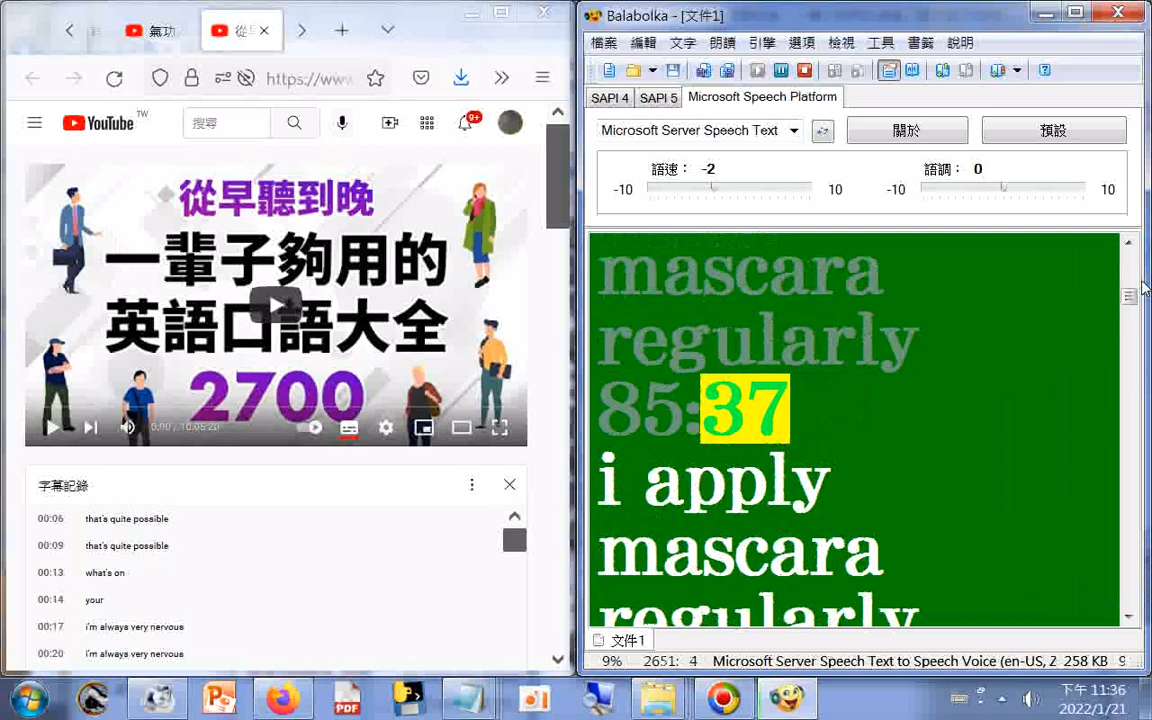 氣功
從
https://www
YouTube TW
搜尋
9+
從早聽到晚
一輩子夠用的
英語口語大全
2700
0:00 / 10:05:20
字幕記錄
00:06 that's quite possible
00:09 that's quite possible
00:13 what's on
00:14 your
00:17 i'm always very nervous
00:20 i'm always very nervous
Balabolka - [文件1]
檔案 編輯 文字 朗讀 引擎 選項 檢視 工具 書籤 說明
SAPI 4 SAPI 5 Microsoft Speech Platform
Microsoft Server Speech Text 關於 預設
語速： -2 語調： 0
-10 10 -10 10
mascara
regularly
85:37
i apply
mascara
regularly
文件1
9% 2651: 4 Microsoft Server Speech Text to Speech Voice (en-US, Z 258 KB 9
PDF
下午 11:36
2022/1/21